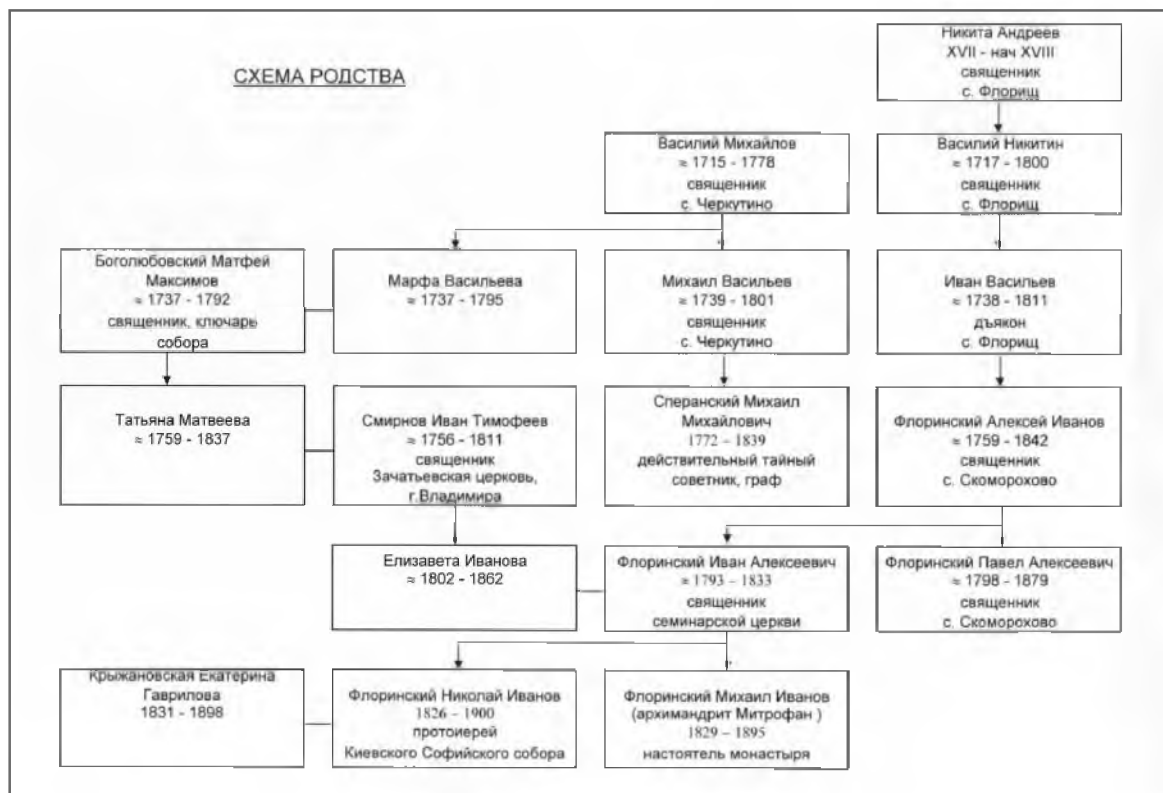 СХЕМА РОДСТВА
Никита Андреев
XVII - нач XVIII
священник
с. Флорищ
Василий Михайлов
≈ 1715 - 1778
священник
с. Черкутино
Василий Никитин
≈ 1717 - 1800
священник
с. Флорищ
Боголюбовский Матфей
Максимов
≈ 1737 - 1792
священник, ключарь
собора
Марфа Васильева
≈ 1737 - 1795
Михаил Васильев
≈ 1739 - 1801
священник
с. Черкутино
Иван Васильев
≈ 1738 - 1811
дъякон
с. Флорищ
Татьяна Матвеева
≈ 1759 - 1837
Смирнов Иван Тимофеев
≈ 1756 - 1811
священник
Зачатьевская церковь,
г.Владимира
Сперанский Михаил
Михайлович
1772 – 1839
действительный тайный
советник, граф
Флоринский Алексей Иванов
≈ 1759 - 1842
священник
с. Скоморохово
Елизавета Иванова
≈ 1802 - 1862
Флоринский Иван Алексеевич
≈ 1793 – 1833
священник
семинарской церкви
Флоринский Павел Алексеевич
≈ 1798 - 1879
священник
с. Скоморохово
Крыжановская Екатерина
Гаврилова
1831 - 1898
Флоринский Николай Иванов
1826 – 1900
протоиерей
Киевского Софийского собора
Флоринский Михаил Иванов
(архимандрит Митрофан )
1829 – 1895
настоятель монастыря